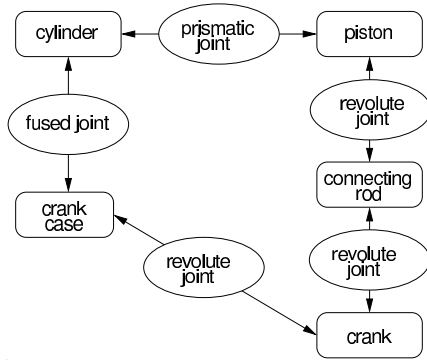 cylinder
prismatic
joint
piston
fused joint
revolute
joint
crank
case
connecting
rod
revolute
joint
revolute
joint
crank